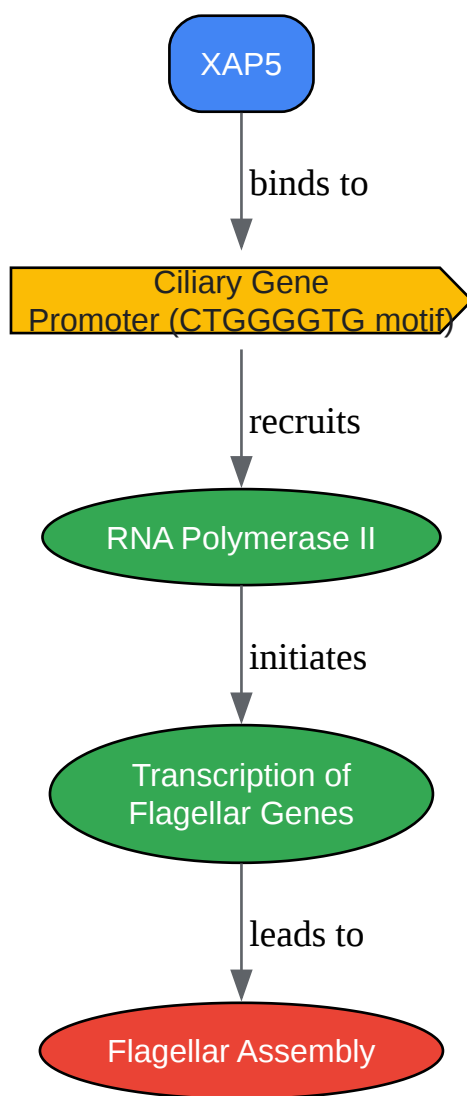 XAP5
binds to
Ciliary Gene
Promoter (CTGGGGTG motif)
recruits
RNA Polymerase II
initiates
Transcription of
Flagellar Genes
leads to
Flagellar Assembly